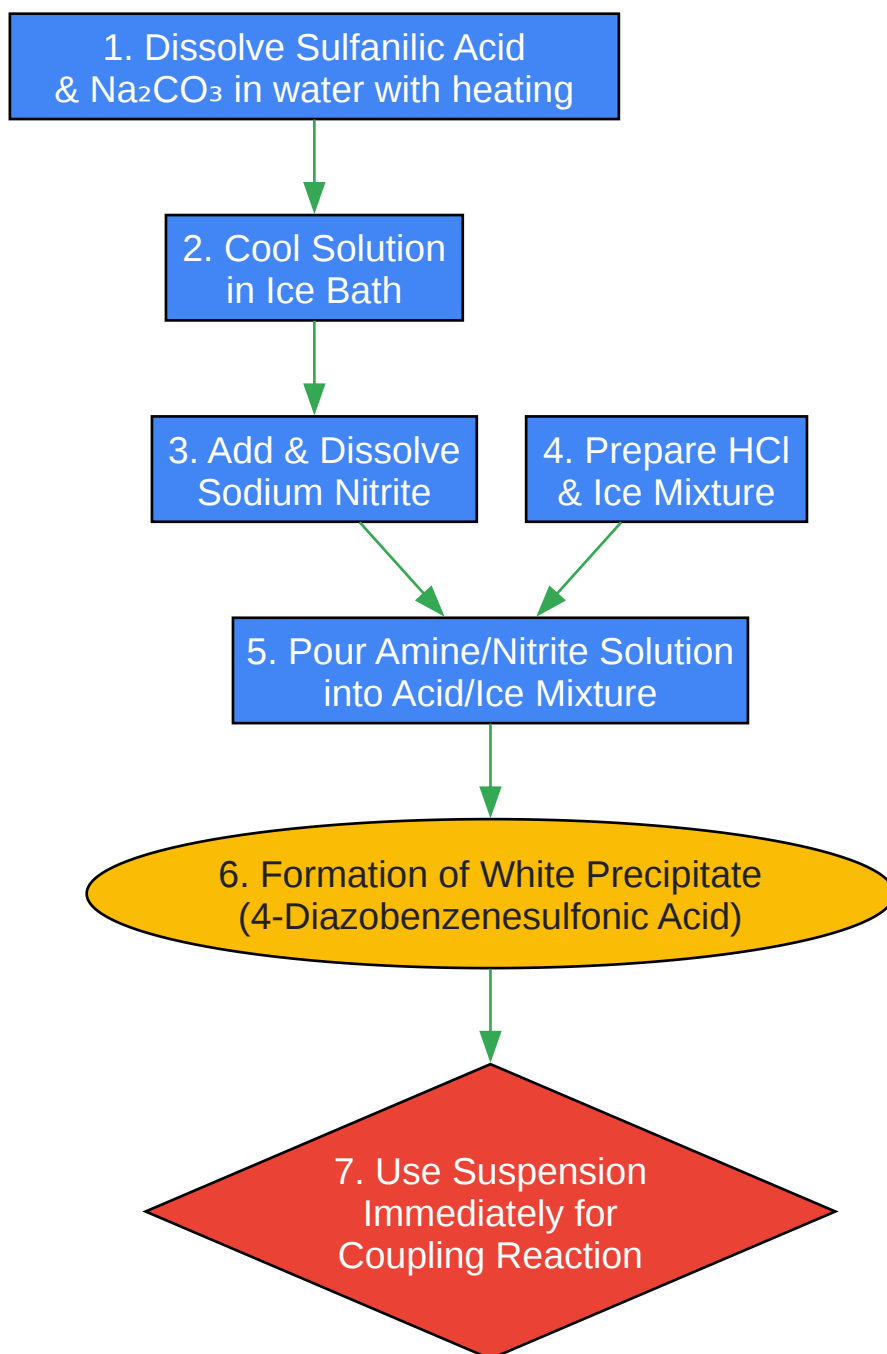 1. Dissolve Sulfanilic Acid
& Na₂CO₃ in water with heating
2. Cool Solution
in Ice Bath
3. Add & Dissolve
Sodium Nitrite
4. Prepare HCl
& Ice Mixture
5. Pour Amine/Nitrite Solution
into Acid/Ice Mixture
6. Formation of White Precipitate
(4-Diazobenzenesulfonic Acid)
7. Use Suspension
Immediately for
Coupling Reaction